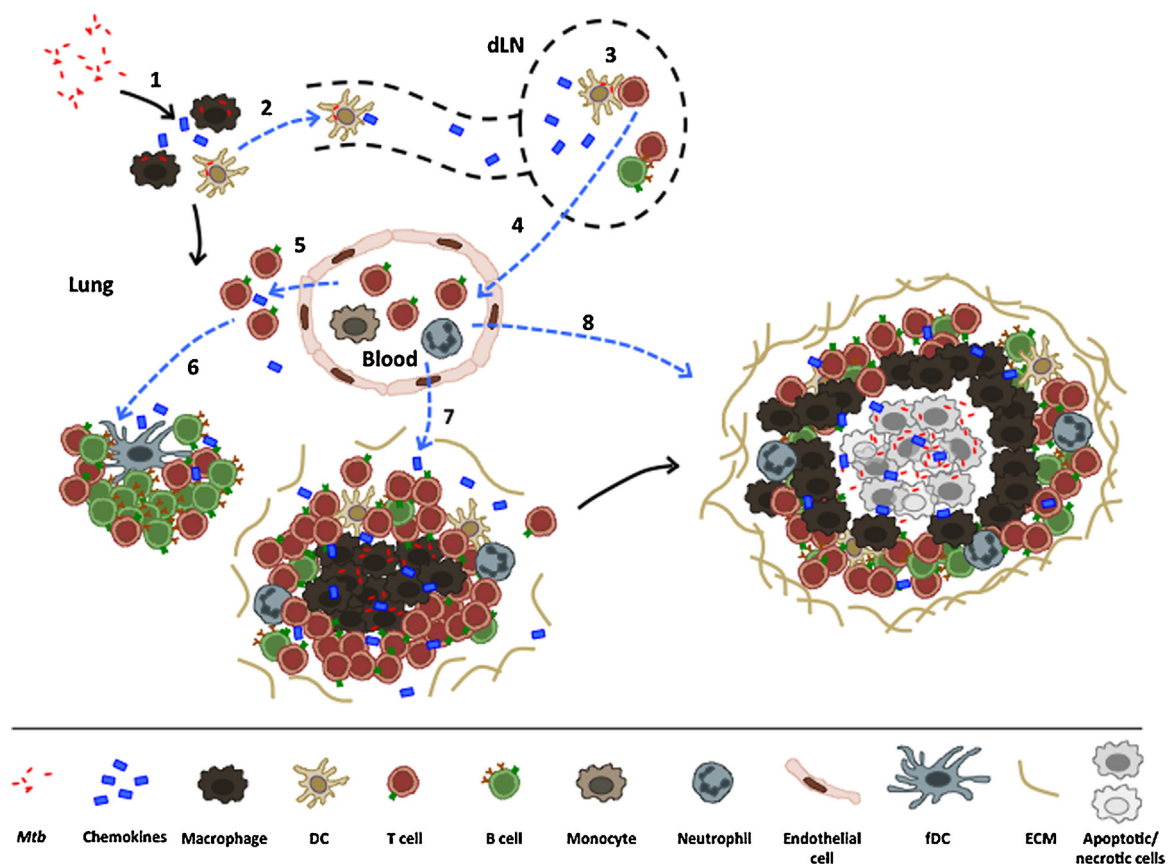 1
2
dLN
3
4
Lung
5
Blood
8
6
7
Mtb
Chemokines
Macrophage
DC
T cell
B cell
Monocyte
Neutrophil
Endothelial
cell
fDC
ECM
Apoptotic/
necrotic cells